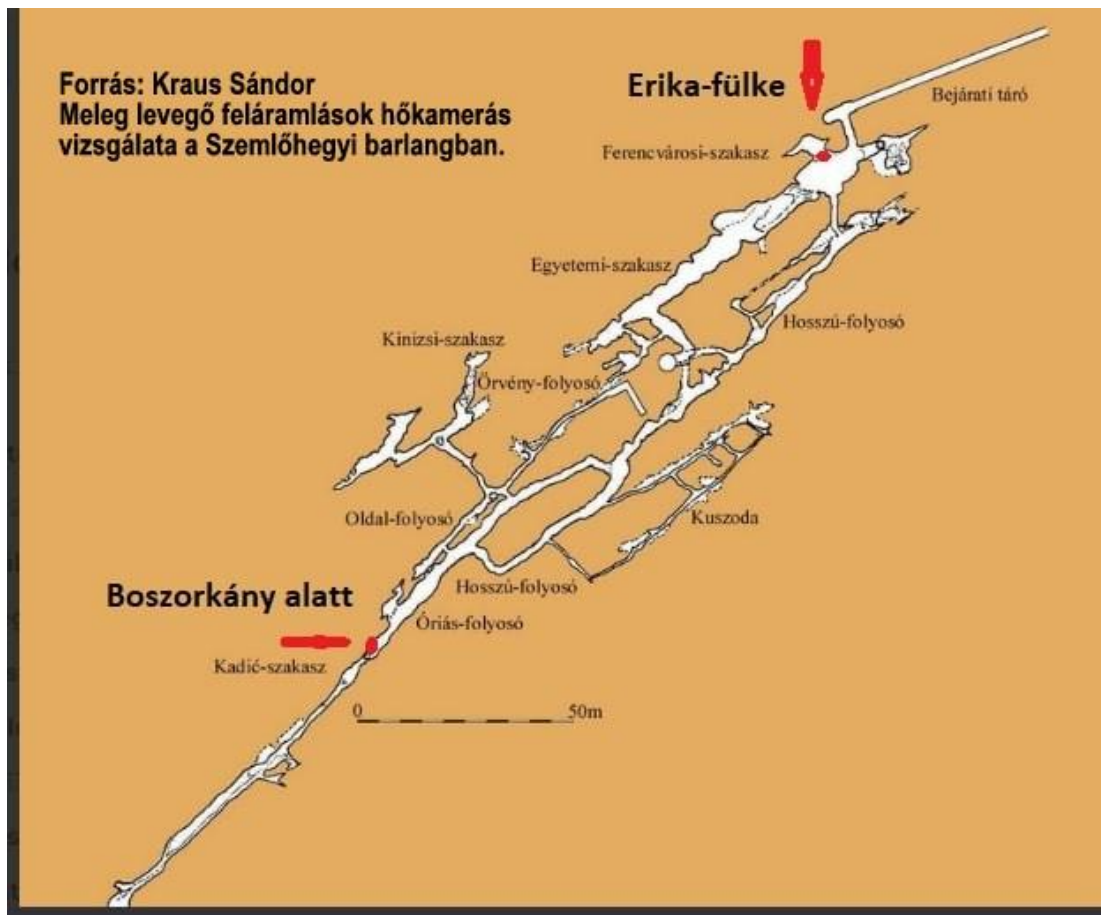 Forrás: Kraus Sándor
Meleg levegő feláramlások hőkamerás
vizsgálata a Szemlőhegyi barlangban.
Erika-fülke
Bejárati táró
Ferencvárosi-szakasz
Egyetemi-szakasz
Hosszú-folyosó
Kinizsi-szakasz
Örvény-folyosó
Oldal-folyosó
Kuszoda
Hosszú-folyosó
Boszorkány alatt
Óriás-folyosó
Kadić-szakasz
0 50m